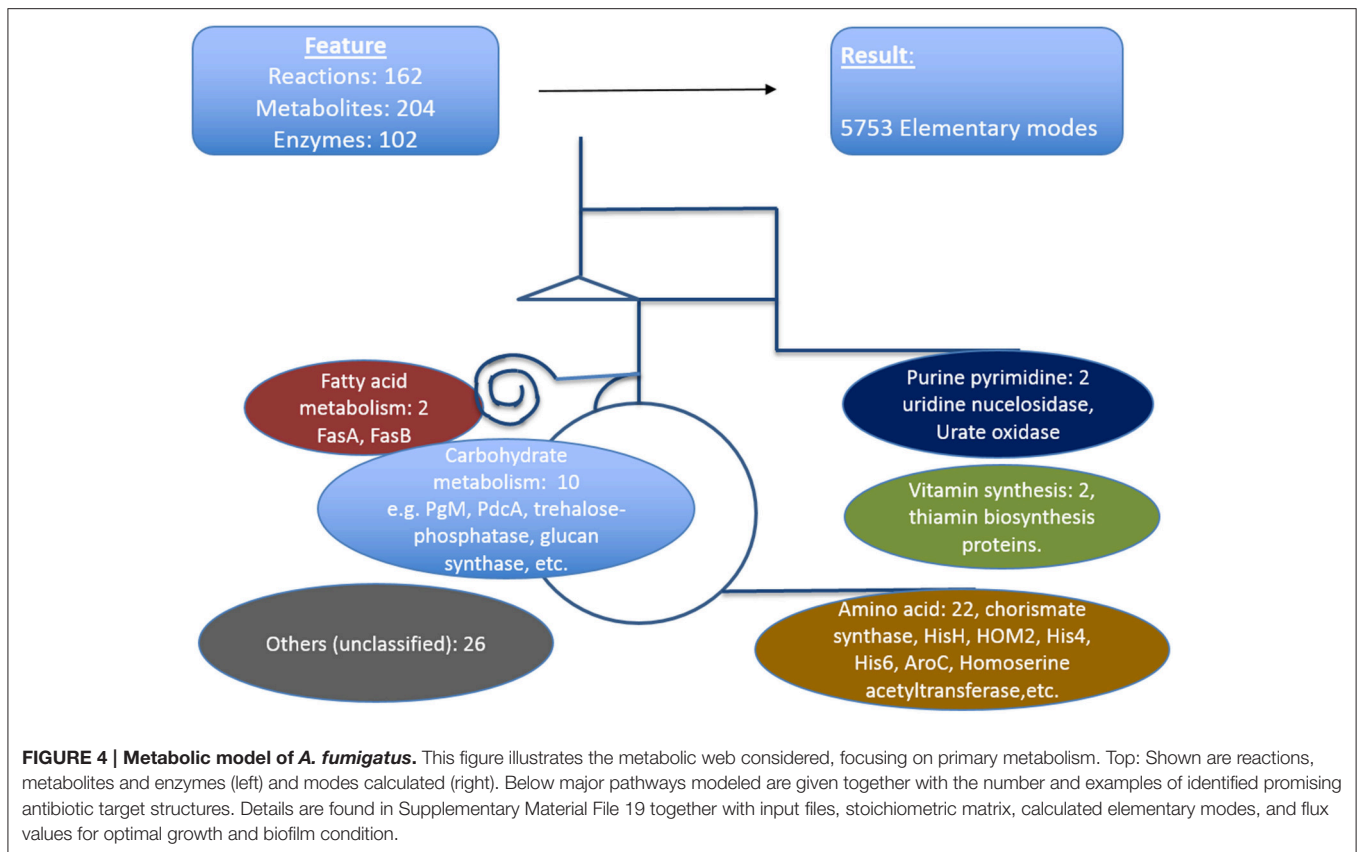 Feature
Reactions: 162
Metabolites: 204
Enzymes: 102
Result:
5753 Elementary modes
Fatty acid
metabolism: 2
FasA, FasB
Carbohydrate
metabolism: 10
e.g. PgM, PdcA, trehalose-
phosphatase, glucan
synthase, etc.
Others (unclassified): 26
Purine pyrimidine: 2
uridine nucelosidase,
Urate oxidase
Vitamin synthesis: 2,
thiamin biosynthesis
proteins.
Amino acid: 22, chorismate
synthase, HisH, HOM2, His4,
His6, AroC, Homoserine
acetyltransferase,etc.
FIGURE 4 | Metabolic model of A. fumigatus. This figure illustrates the metabolic web considered, focusing on primary metabolism. Top: Shown are reactions,
metabolites and enzymes (left) and modes calculated (right). Below major pathways modeled are given together with the number and examples of identified promising
antibiotic target structures. Details are found in Supplementary Material File 19 together with input files, stoichiometric matrix, calculated elementary modes, and flux
values for optimal growth and biofilm condition.